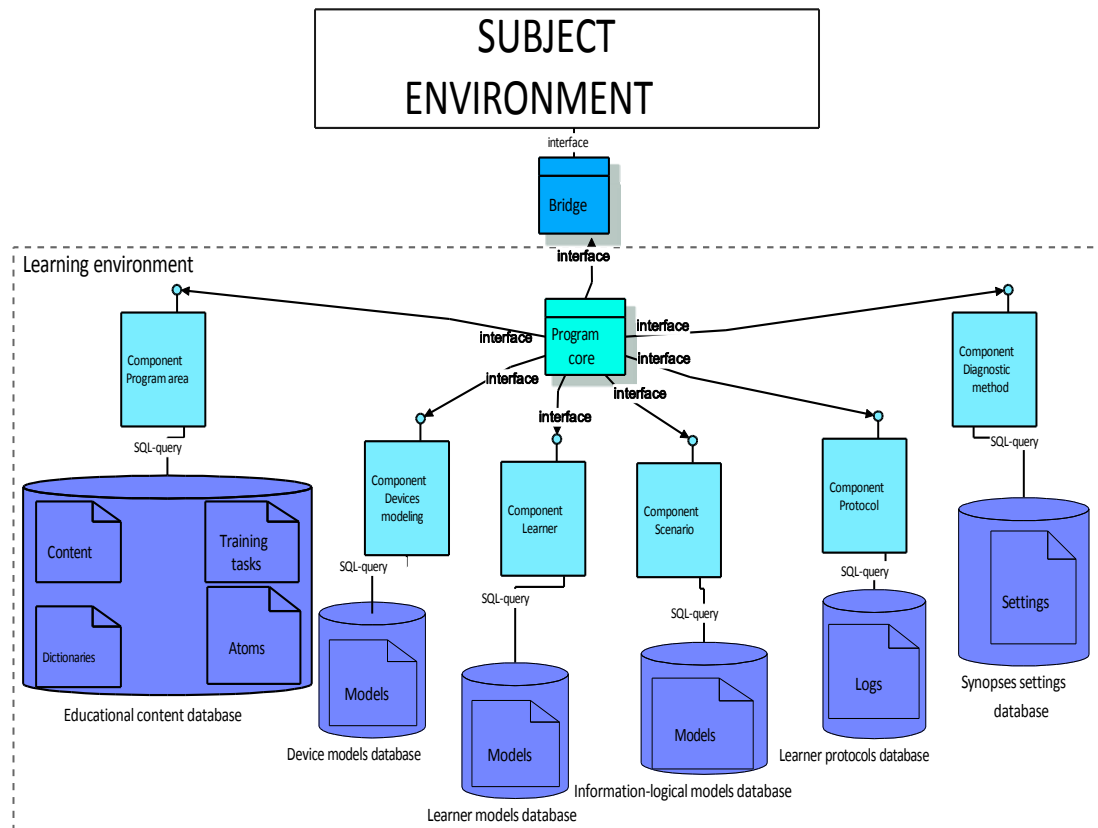 SUBJECT
ENVIRONMENT
interface
Bridge
interface
Learning environment
Program
core
interface
interface
interface
interface
interface
interface
Component
Program area
Component
Diagnostic
method
SQL-query
SQL-query
Component
Devices
modeling
Component
Learner
Component
Scenario
Component
Protocol
Content
Training
tasks
Dictionaries
Atoms
Educational content database
SQL-query
Models
Device models database
SQL-query
Models
Learner models database
SQL-query
Models
Information-logical models database
SQL-query
Logs
Learner protocols database
Settings
Synopses settings
database